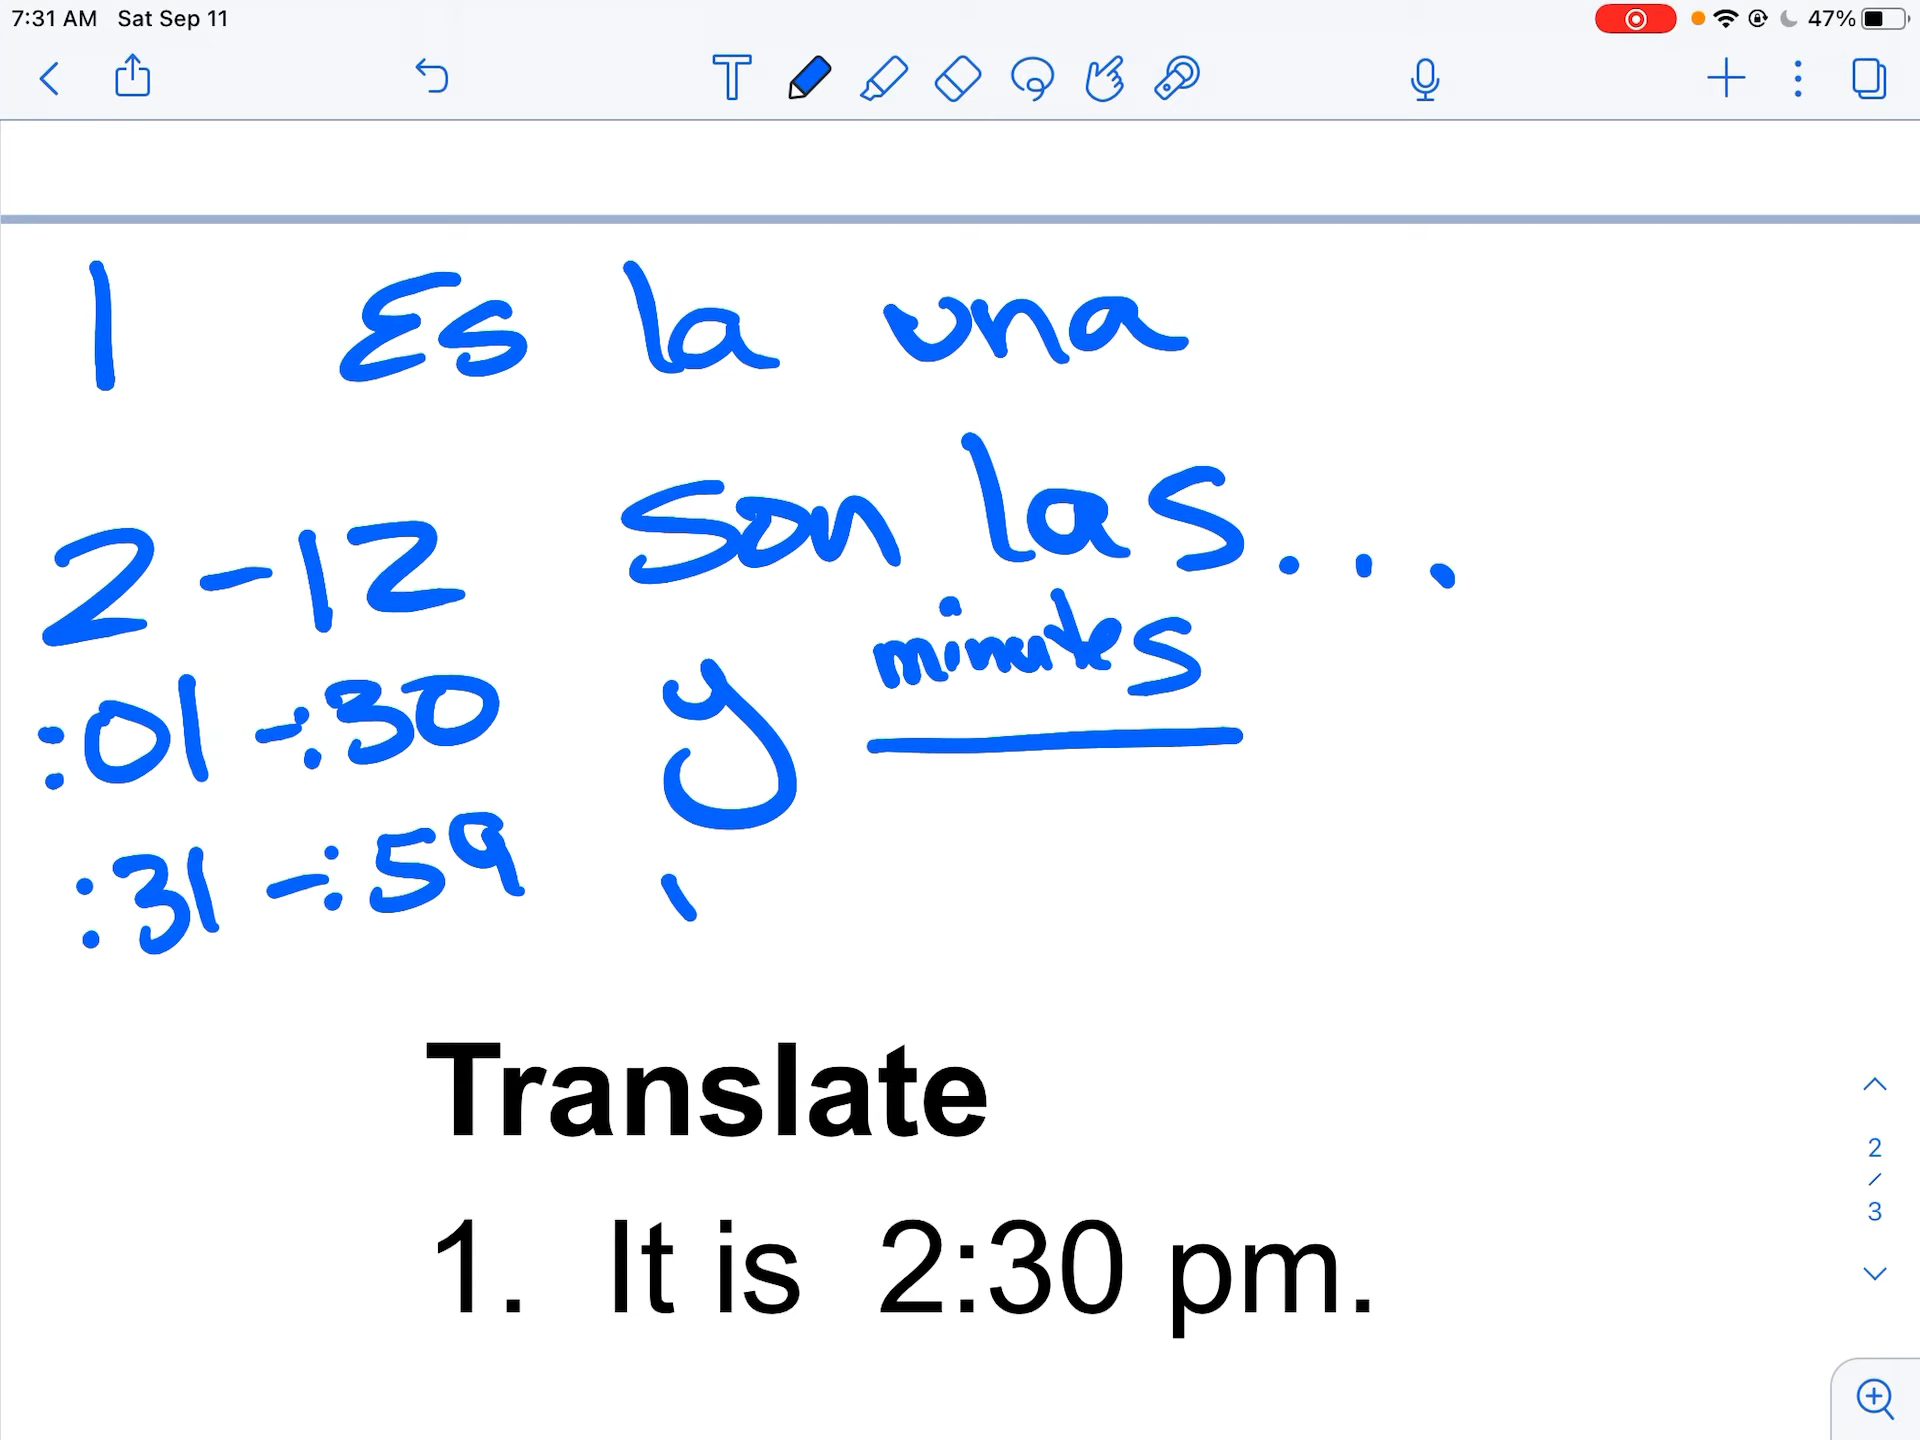 7:31 AM Sat Sep 11
47%
1 Es la una
2-12 son las...
:01-:30 y minutes
:31-:59
Translate
1. It is 2:30 pm.
2
/
3